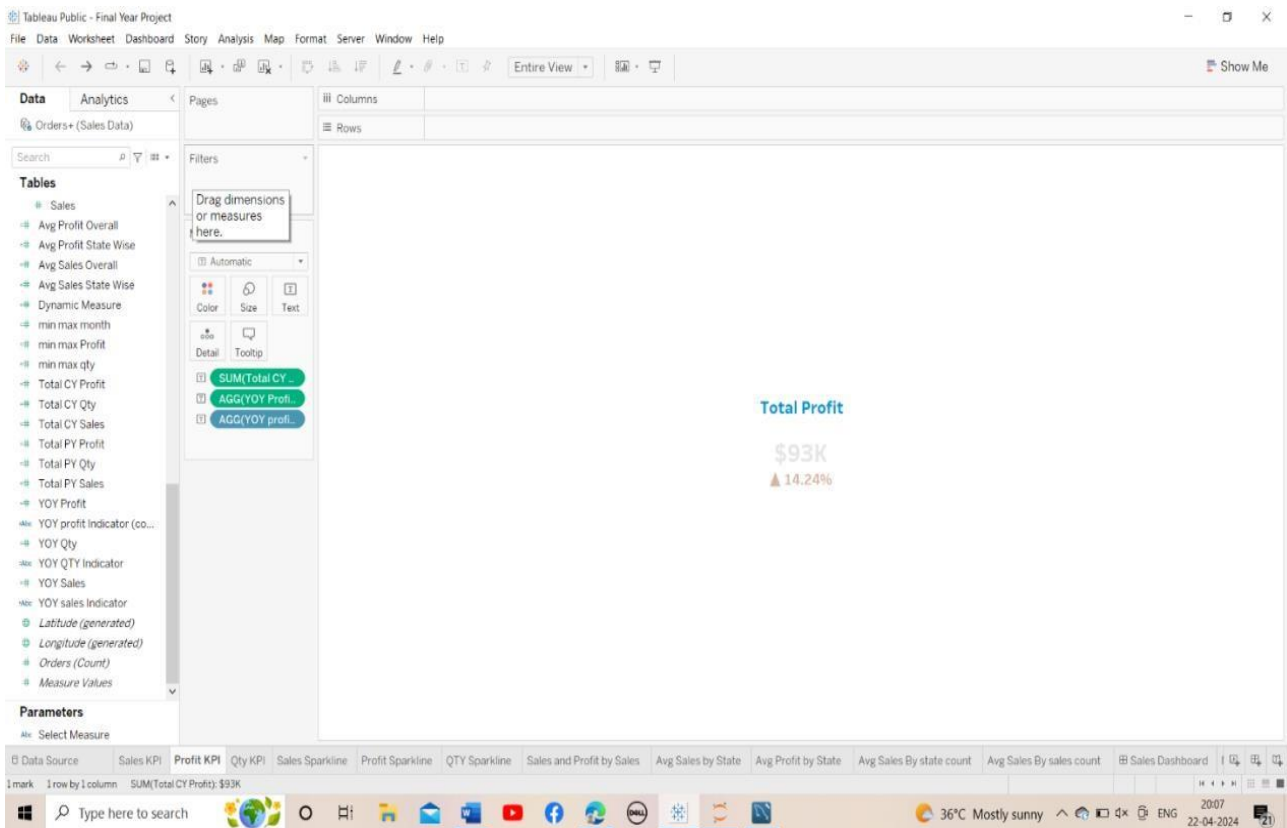 Tableau Public - Final Year Project
File Data Worksheet Dashboard Story Analysis Map Format Server Window Help
Entire View
Show Me
Data Analytics
Pages
Columns
Orders+ (Sales Data)
Rows
Search
Filters
Tables
Drag dimensions
or measures
here.
Sales
Avg Profit Overall
Avg Profit State Wise
Avg Sales Overall
Avg Sales State Wise
Dynamic Measure
min max month
min max Profit
min max qty
Total CY Profit
Total CY Qty
Total CY Sales
Total PY Profit
Total PY Qty
Total PY Sales
YOY Profit
YOY profit Indicator (co...
YOY Qty
YOY QTY Indicator
YOY Sales
YOY sales Indicator
Latitude (generated)
Longitude (generated)
Orders (Count)
Measure Values
Parameters
Abc Select Measure
Automatic
Color Size Text
Detail Tooltip
SUM(Total CY ..
AGG(YOY Profi..
AGG(YOY profi..
Total Profit
$93K
▲ 14.24%
Data Source Sales KPI Profit KPI Qty KPI Sales Sparkline Profit Sparkline QTY Sparkline Sales and Profit by Sales Avg Sales by State Avg Profit by State Avg Sales By state count Avg Sales By sales count Sales Dashboard
1 mark 1 row by 1 column SUM(Total CY Profit): $93K
Type here to search
DELL
36°C Mostly sunny
ENG
20:07
22-04-2024
21